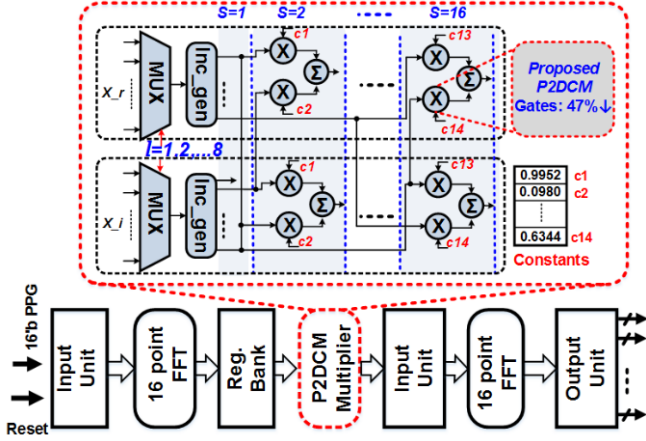 S=1
S=2
S=16
c1
c13
X_r
MUX
Inc_gen
X
Σ
X
X
Σ
X
c2
c14
Proposed
P2DCM
Gates: 47%↓
l=1,2....8
X_i
MUX
Inc_gen
c1
c13
X
Σ
X
X
Σ
X
c2
c14
0.9952 c1
0.0980 c2
0.6344 c14
Constants
16'b PPG
Reset
Input
Unit
16 point
FFT
Reg.
Bank
P2DCM
Multiplier
Input
Unit
16 point
FFT
Output
Unit